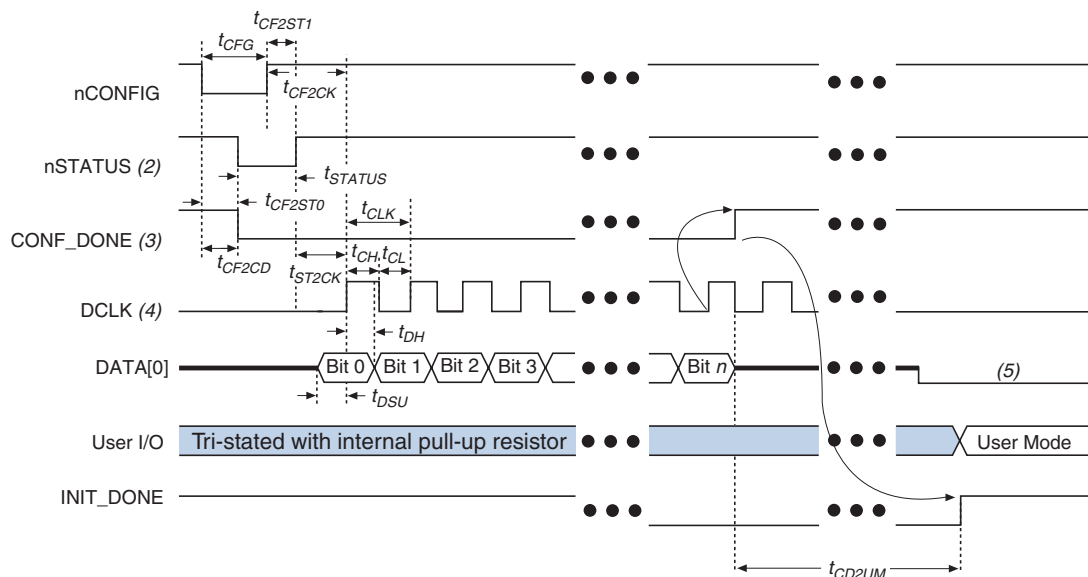 tCF2ST1
tCFG
tCF2CK
nCONFIG
nSTATUS (2)
tSTATUS
tCF2ST0
tCLK
CONF_DONE (3)
tCH tCL
tCF2CD
tST2CK
DCLK (4)
tDH
DATA[0]
Bit 0 Bit 1 Bit 2 Bit 3 Bit n (5)
tDSU
User I/O Tri-stated with internal pull-up resistor User Mode
INIT_DONE
tCD2UM